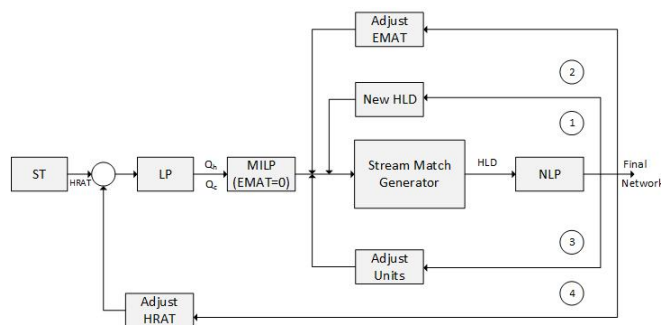 Adjust
EMAT
2
New HLD
1
ST
HRAT
LP
Qh
Qc
MILP
(EMAT=0)
Stream Match
Generator
HLD
NLP
Final
Network
3
Adjust
Units
4
Adjust
HRAT